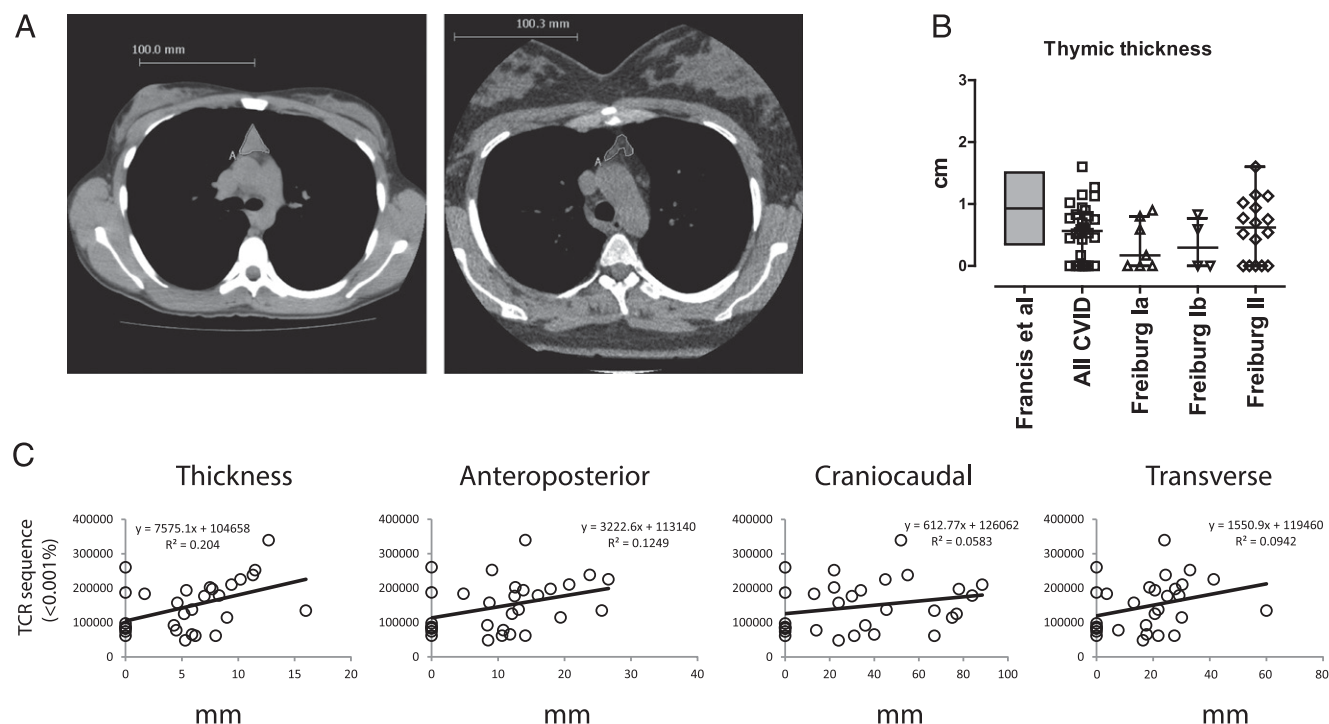 A
100.0 mm
A
100.3 mm
A
B
Thymic thickness
3
2
1
0
cm
Francis et al
All CVID
Freiburg Ia
Freiburg Ib
Freiburg II
C
Thickness
Anteroposterior
Craniocaudal
Transverse
TCR sequence
(<0.001%)
400000
300000
200000
100000
0
y = 7575.1x + 104658
R² = 0.204
0 5 10 15 20
mm
400000
300000
200000
100000
0
y = 3222.6x + 113140
R² = 0.1249
0 10 20 30 40
mm
400000
300000
200000
100000
0
y = 612.77x + 126062
R² = 0.0583
0 20 40 60 80 100
mm
400000
300000
200000
100000
0
y = 1550.9x + 119460
R² = 0.0942
0 20 40 60 80
mm